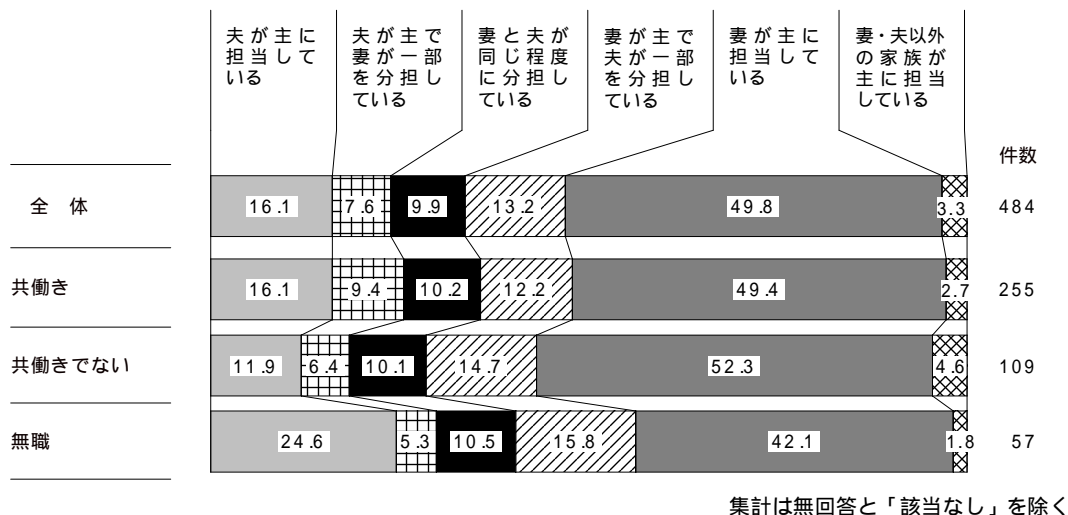 夫が主に担当している
夫が主で妻が一部を分担している
妻と夫が同じ程度に分担している
妻が主で夫が一部を分担している
妻が主に担当している
妻・夫以外の家族が主に担当している
件数
全 体 16.1 7.6 9.9 13.2 49.8 3.3 484
共働き 16.1 9.4 10.2 12.2 49.4 2.7 255
共働きでない 11.9 6.4 10.1 14.7 52.3 4.6 109
無職 24.6 5.3 10.5 15.8 42.1 1.8 57
集計は無回答と「該当なし」を除く